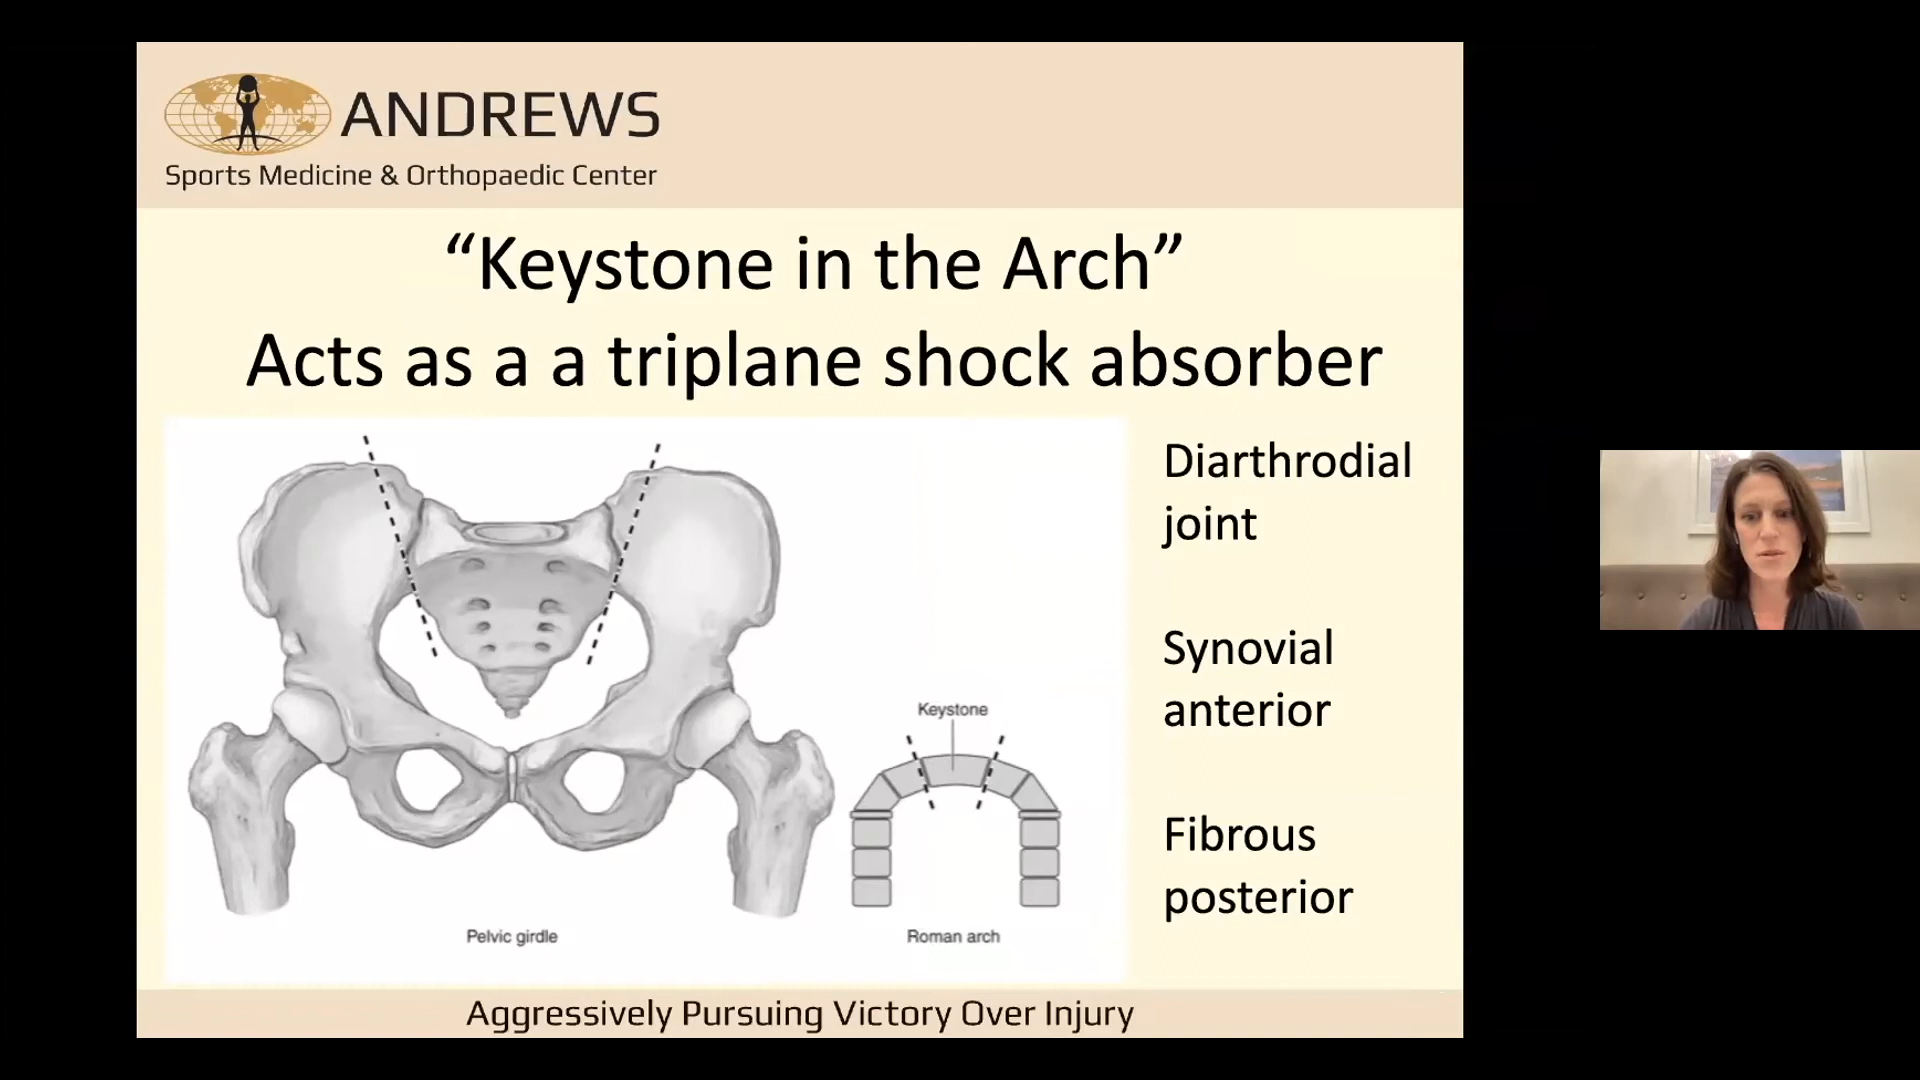 ANDREWS
Sports Medicine & Orthopaedic Center
“Keystone in the Arch”
Acts as a a triplane shock absorber
Diarthrodial
joint
Synovial
anterior
Fibrous
posterior
Keystone
Pelvic girdle
Roman arch
Aggressively Pursuing Victory Over Injury